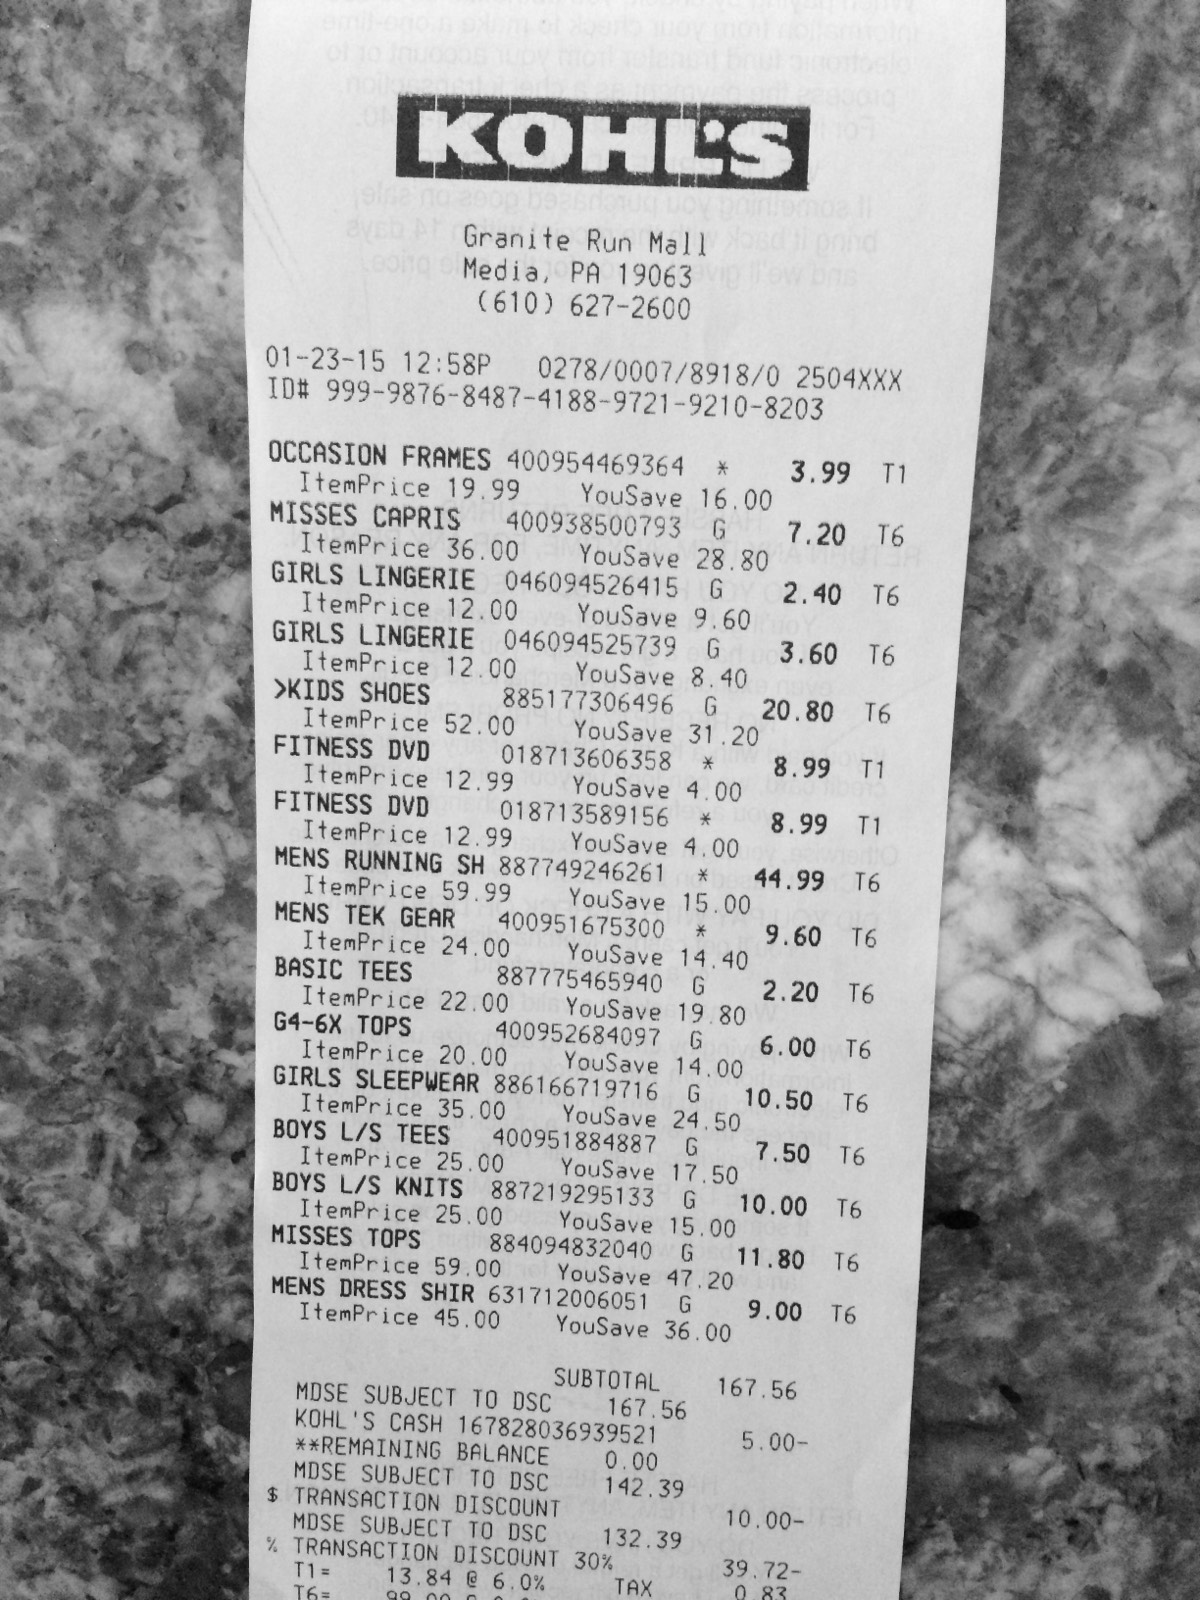 KOHL'S
Granite Run Mall
Media, PA 19063
(610) 627-2600
01-23-15 12:58P 0278/0007/8918/0 2504XXX
ID# 999-9876-8487-4188-9721-9210-8203
OCCASION FRAMES 400954469364 * 3.99 T1
ItemPrice 19.99 YouSave 16.00
MISSES CAPRIS 400938500793 G 7.20 T6
ItemPrice 36.00 YouSave 28.80
GIRLS LINGERIE 046094526415 G 2.40 T6
ItemPrice 12.00 YouSave 9.60
GIRLS LINGERIE 046094525739 G 3.60 T6
ItemPrice 12.00 YouSave 8.40
>KIDS SHOES 885177306496 G 20.80 T6
ItemPrice 52.00 YouSave 31.20
FITNESS DVD 018713606358 * 8.99 T1
ItemPrice 12.99 YouSave 4.00
FITNESS DVD 018713589156 * 8.99 T1
ItemPrice 12.99 YouSave 4.00
MENS RUNNING SH 887749246261 * 44.99 T6
ItemPrice 59.99 YouSave 15.00
MENS TEK GEAR 400951675300 * 9.60 T6
ItemPrice 24.00 YouSave 14.40
BASIC TEES 887775465940 G 2.20 T6
ItemPrice 22.00 YouSave 19.80
G4-6X TOPS 400952684097 G 6.00 T6
ItemPrice 20.00 YouSave 14.00
GIRLS SLEEPWEAR 886166719716 G 10.50 T6
ItemPrice 35.00 YouSave 24.50
BOYS L/S TEES 400951884887 G 7.50 T6
ItemPrice 25.00 YouSave 17.50
BOYS L/S KNITS 887219295133 G 10.00 T6
ItemPrice 25.00 YouSave 15.00
MISSES TOPS 884094832040 G 11.80 T6
ItemPrice 59.00 YouSave 47.20
MENS DRESS SHIR 631712006051 G 9.00 T6
ItemPrice 45.00 YouSave 36.00
SUBTOTAL 167.56
MDSE SUBJECT TO DSC 167.56
KOHL'S CASH 167828036939521 5.00-
**REMAINING BALANCE 0.00
MDSE SUBJECT TO DSC 142.39
$ TRANSACTION DISCOUNT 10.00-
MDSE SUBJECT TO DSC 132.39
% TRANSACTION DISCOUNT 30% 39.72-
T1= 13.84 @ 6.0% TAX 0.83
T6=